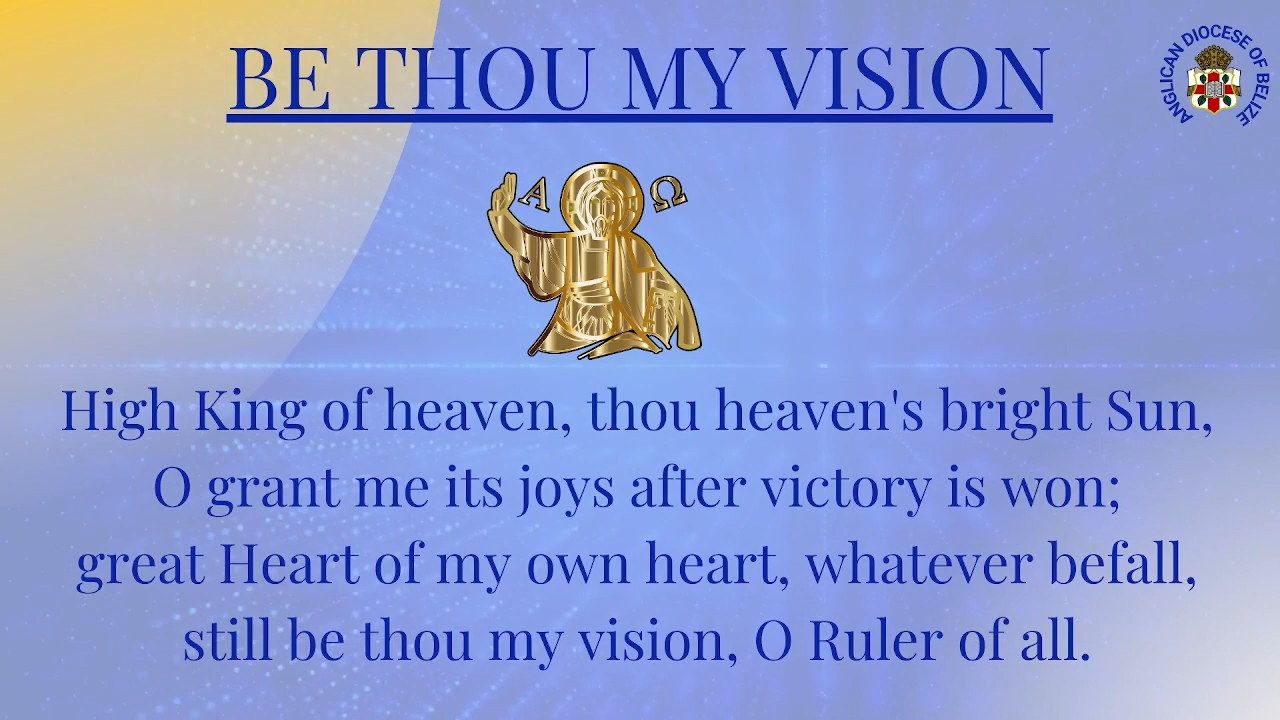 BE THOU MY VISION
ANGLICAN DIOCESE OF BELIZE
Α Ω
High King of heaven, thou heaven's bright Sun,
O grant me its joys after victory is won;
great Heart of my own heart, whatever befall,
still be thou my vision, O Ruler of all.